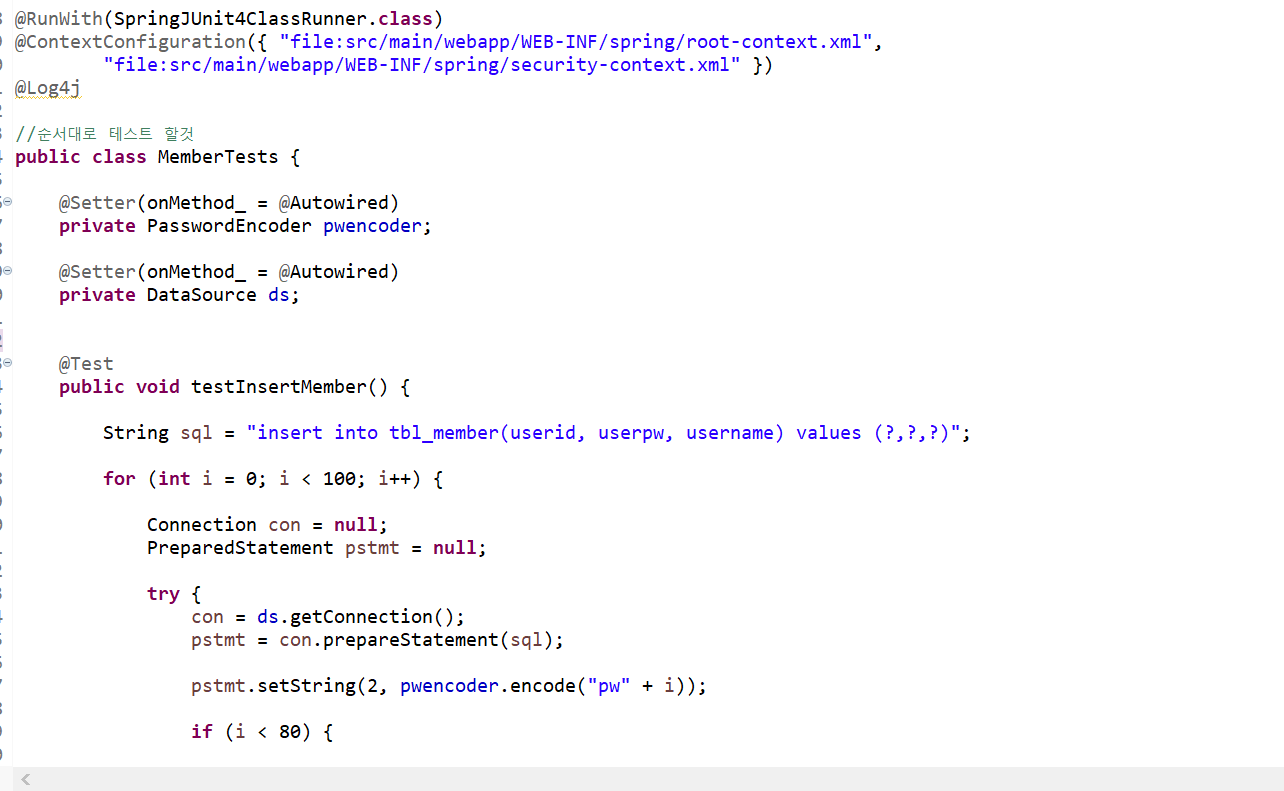 @RunWith(SpringJUnit4ClassRunner.class)
@ContextConfiguration({ "file:src/main/webapp/WEB-INF/spring/root-context.xml",
"file:src/main/webapp/WEB-INF/spring/security-context.xml" })
@Log4j
//순서대로 테스트 할것
public class MemberTests {
@Setter(onMethod_ = @Autowired)
private PasswordEncoder pwencoder;
@Setter(onMethod_ = @Autowired)
private DataSource ds;
@Test
public void testInsertMember() {
String sql = "insert into tbl_member(userid, userpw, username) values (?,?,?)";
for (int i = 0; i < 100; i++) {
Connection con = null;
PreparedStatement pstmt = null;
try {
con = ds.getConnection();
pstmt = con.prepareStatement(sql);
pstmt.setString(2, pwencoder.encode("pw" + i));
if (i < 80) {